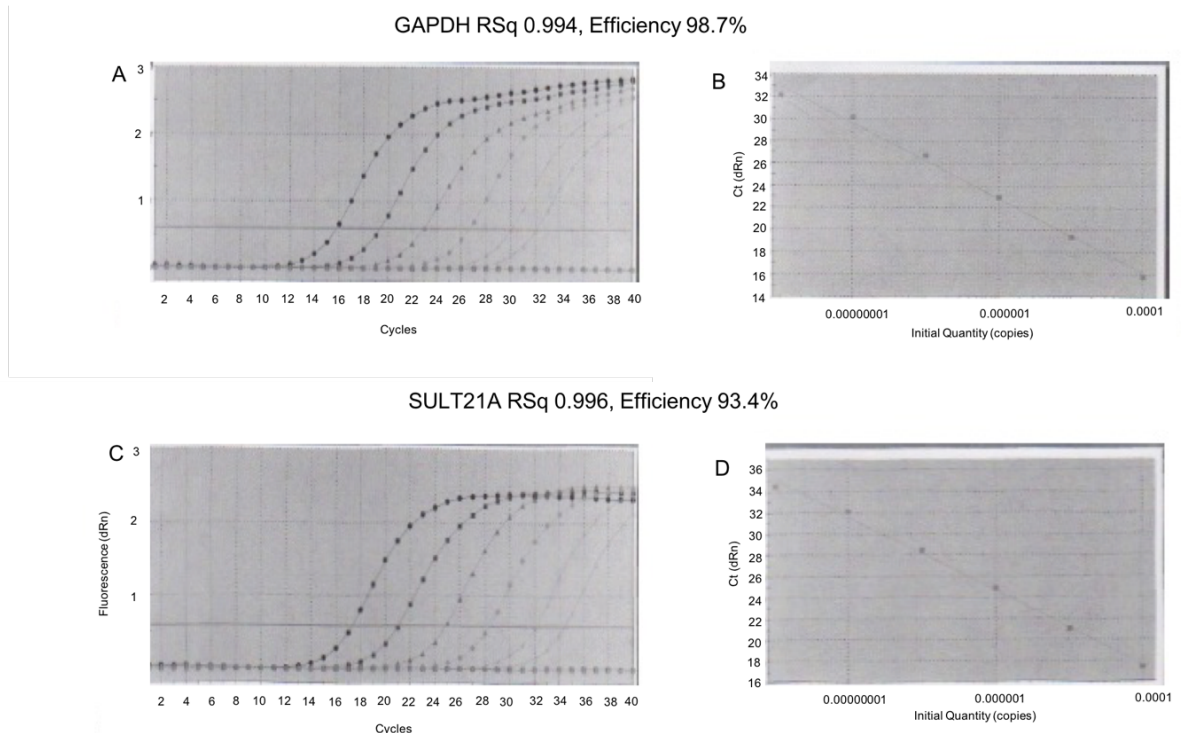 GAPDH RSq 0.994, Efficiency 98.7%
A
3
2
1
2 4 6 8 10 12 14 16 18 20 22 24 26 28 30 32 34 36 38 40
Cycles
B
34
32
30
28
26
24
22
20
18
16
14
Ct (dRn)
0.00000001 0.000001 0.0001
Initial Quantity (copies)
SULT21A RSq 0.996, Efficiency 93.4%
C
3
2
1
Fluorescence (dRn)
2 4 6 8 10 12 14 16 18 20 22 24 26 28 30 32 34 36 38 40
Cycles
D
36
34
32
30
28
26
24
22
20
18
16
Ct (dRn)
0.00000001 0.000001 0.0001
Initial Quantity (copies)